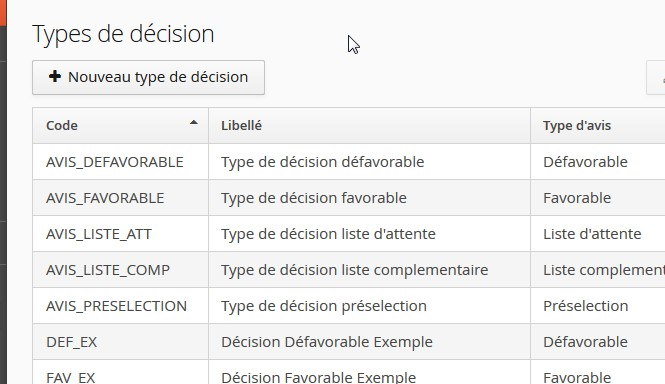 Types de décision
Nouveau type de décision
Code Libellé Type d'avis
AVIS_DEFAVORABLE Type de décision défavorable Défavorable
AVIS_FAVORABLE Type de décision favorable Favorable
AVIS_LISTE_ATT Type de décision liste d'attente Liste d'attente
AVIS_LISTE_COMP Type de décision liste complementaire Liste complement
AVIS_PRESELECTION Type de décision préselection Préselection
DEF_EX Décision Défavorable Exemple Défavorable
FAV_EX Décision Favorable Exemple Favorable